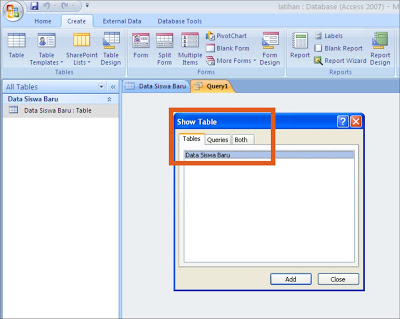 latihan : Database (Access 2007)
Home Create External Data Database Tools
Table Table Templates SharePoint Lists Table Design
Tables
Form Split Form Multiple Items PivotChart Blank Form More Forms Form Design
Forms
Report Labels Blank Report Report Wizard Report Design
Reports
All Tables
Data Siswa Baru
Data Siswa Baru : Table
Data Siswa Baru Query1
Show Table
Tables Queries Both
Data Siswa Baru
Add Close